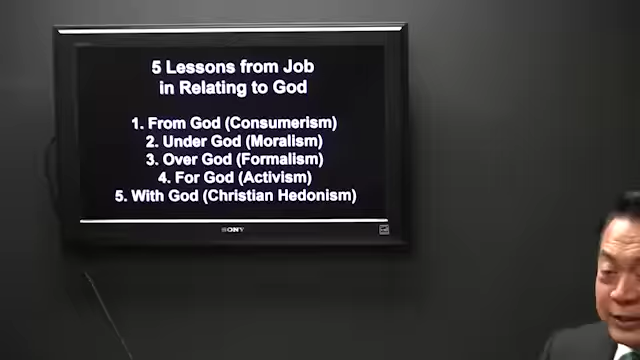 5 Lessons from Job
in Relating to God
1. From God (Consumerism)
2. Under God (Moralism)
3. Over God (Formalism)
4. For God (Activism)
5. With God (Christian Hedonism)
SONY